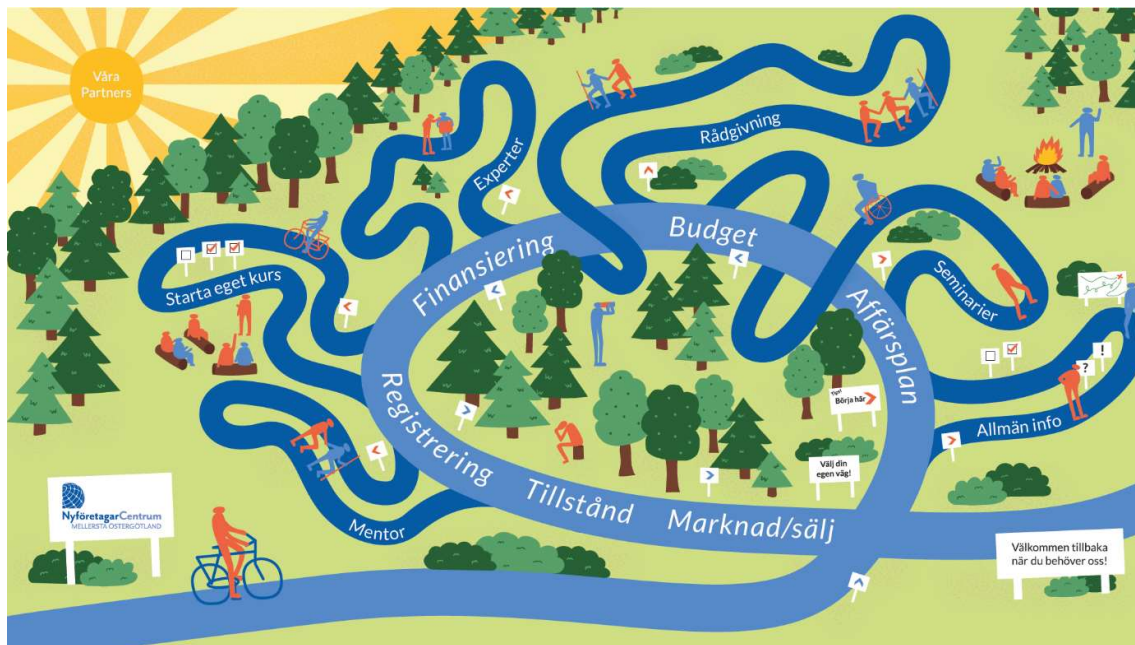 Våra
Partners
Experter
Rådgivning
Starta eget kurs
Finansiering
Budget
Affärsplan
Seminarier
?
!
Tips!
Börja här
Allmän info
Registrering
Välj din
egen väg!
Tillstånd
Marknad/sälj
Mentor
NyföretagarCentrum
MELLERSTA ÖSTERGÖTLAND
Välkommen tillbaka
när du behöver oss!